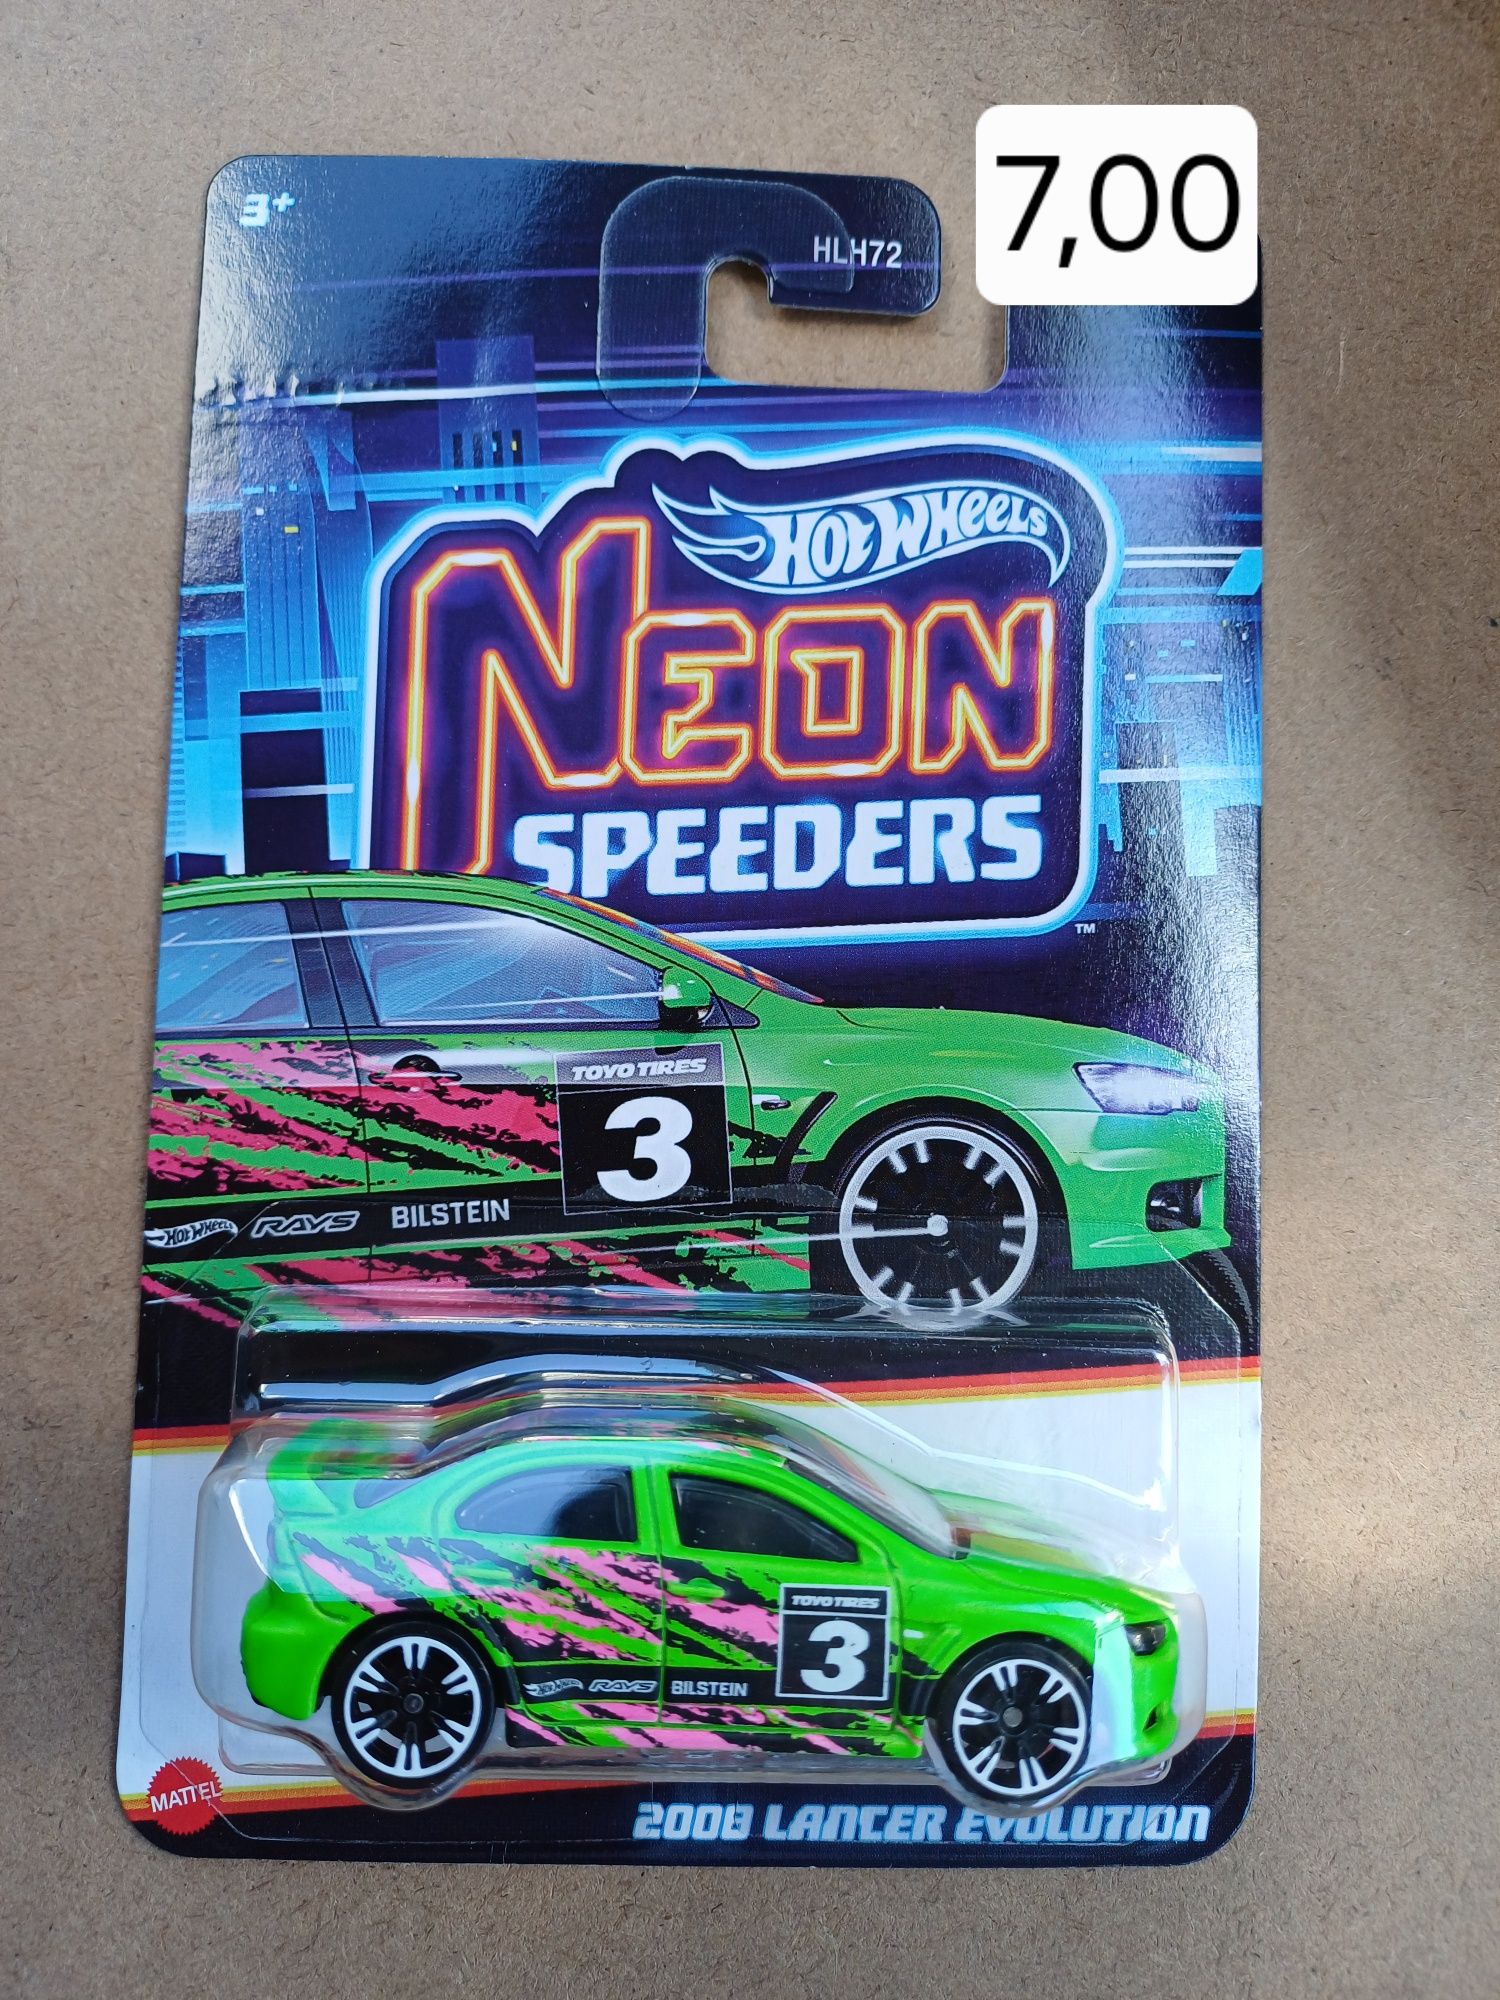 7,00
3+
HLH72
HOT WHEELS
NEON
SPEEDERS
TM
TOYO TIRES
3
HOT WHEELS RAYS BILSTEIN
TOYO TIRES
3
HOT WHEELS RAYS BILSTEIN
MATTEL
2008 LANCER EVOLUTION